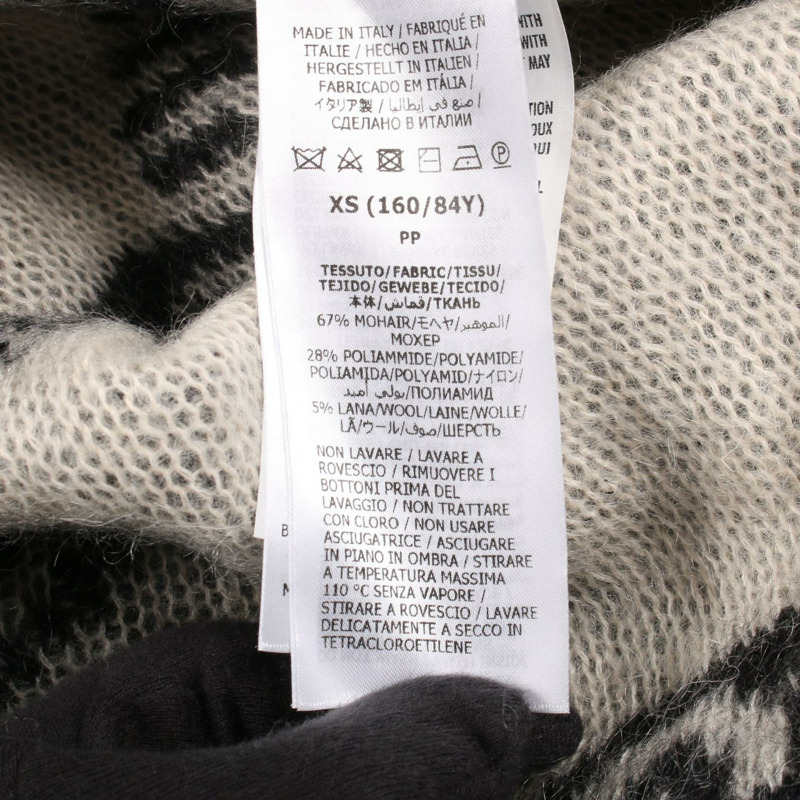 MADE IN ITALY / FABRIQUÉ EN
ITALIE / HECHO EN ITALIA /
HERGESTELLT IN ITALIEN /
FABRICADO EM ITÁLIA /
イタリア製 / صنع في إيطاليا /
СДЕЛАНО В ИТАЛИИ
P
XS (160/84Y)
PP
TESSUTO/FABRIC/TISSU/
TEJIDO/GEWEBE/TECIDO/
本体/قماش/ТКАНЬ
67% MOHAIR/モヘヤ/الموهير/
МОХЕР
28% POLIAMMIDE/POLYAMIDE/
POLIAMIDA/POLYAMID/ナイロン/
بولي أميد/ПОЛИАМИД
5% LANA/WOOL/LAINE/WOLLE/
LÃ/ウール/صوف/ШЕРСТЬ
NON LAVARE / LAVARE A
ROVESCIO / RIMUOVERE I
BOTTONI PRIMA DEL
LAVAGGIO / NON TRATTARE
CON CLORO / NON USARE
ASCIUGATRICE / ASCIUGARE
IN PIANO IN OMBRA / STIRARE
A TEMPERATURA MASSIMA
110 °C SENZA VAPORE /
STIRARE A ROVESCIO / LAVARE
DELICATAMENTE A SECCO IN
TETRACLOROETILENE
WITH
WITH
MAY